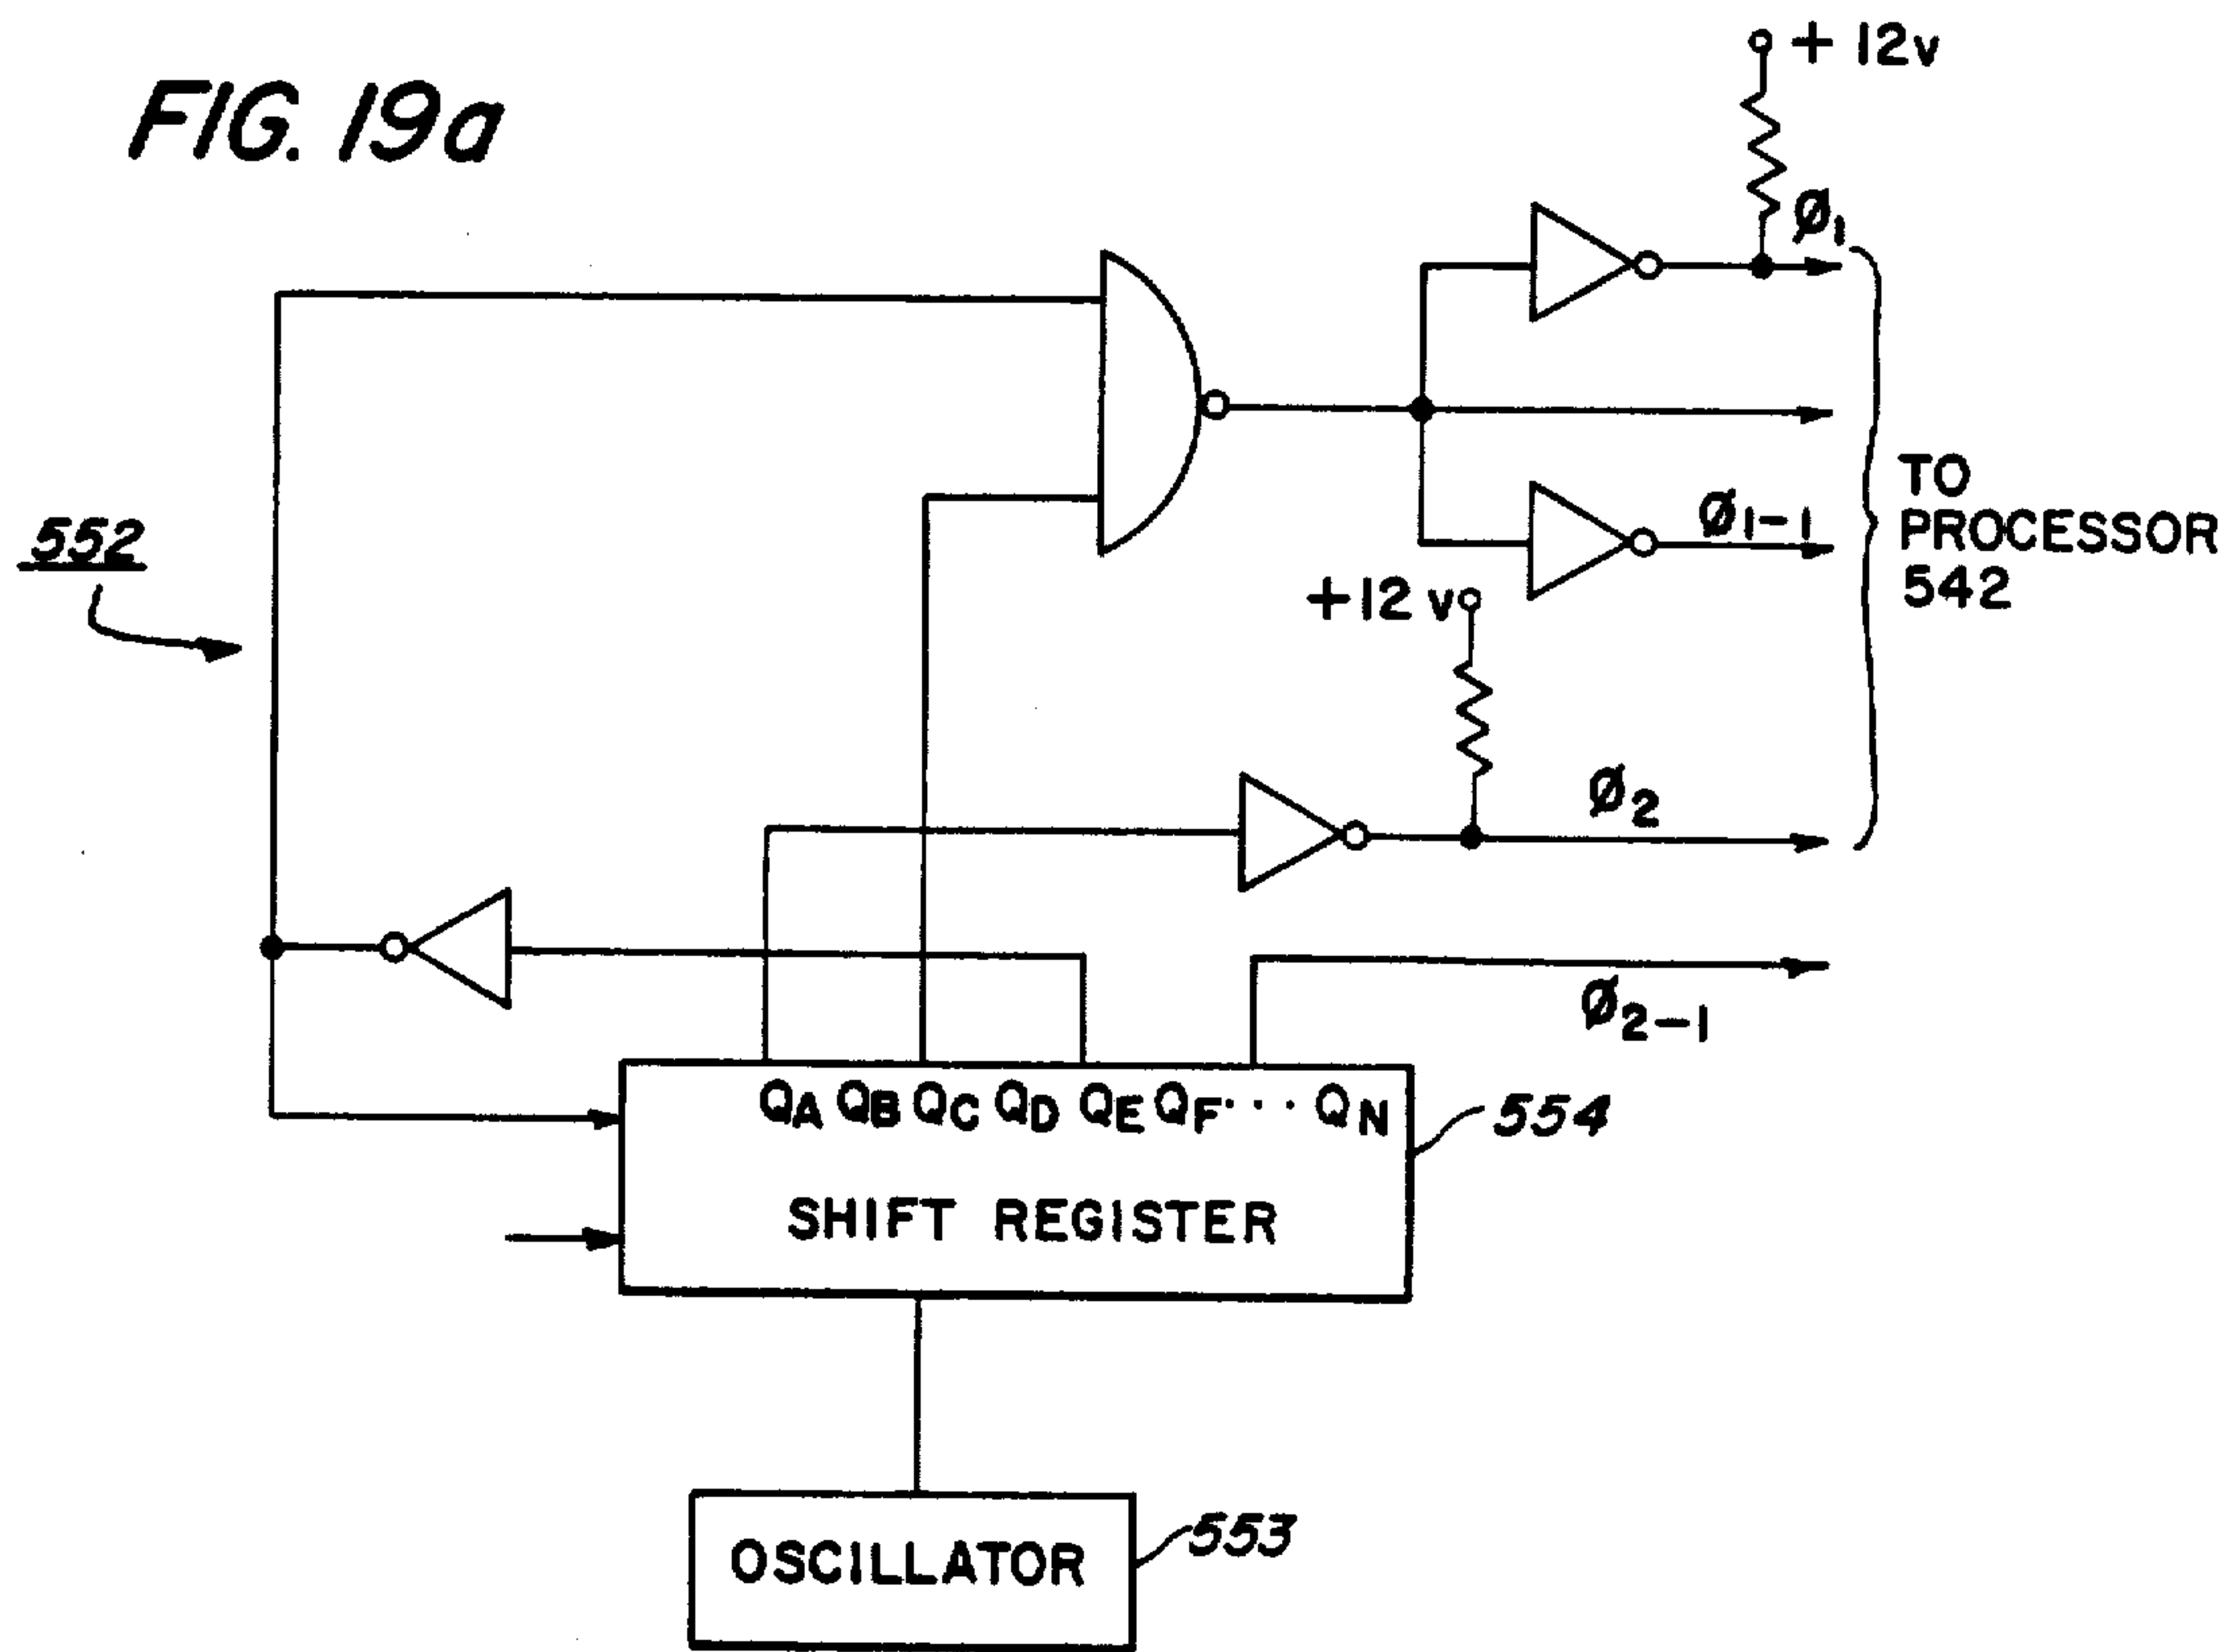 FIG. 19a
+ 12v
Ø1
Ø1-1
TO
PROCESSOR
542
552
+12 v
Ø2
Ø2-1
QA QB QC QD QE QF... QN
554
SHIFT REGISTER
OSCILLATOR
553